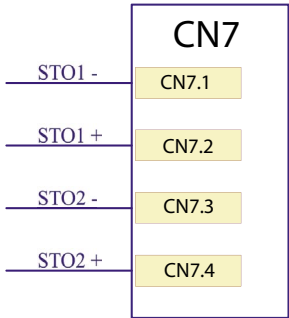 CN7
STO1 - CN7.1
STO1 + CN7.2
STO2 - CN7.3
STO2 + CN7.4